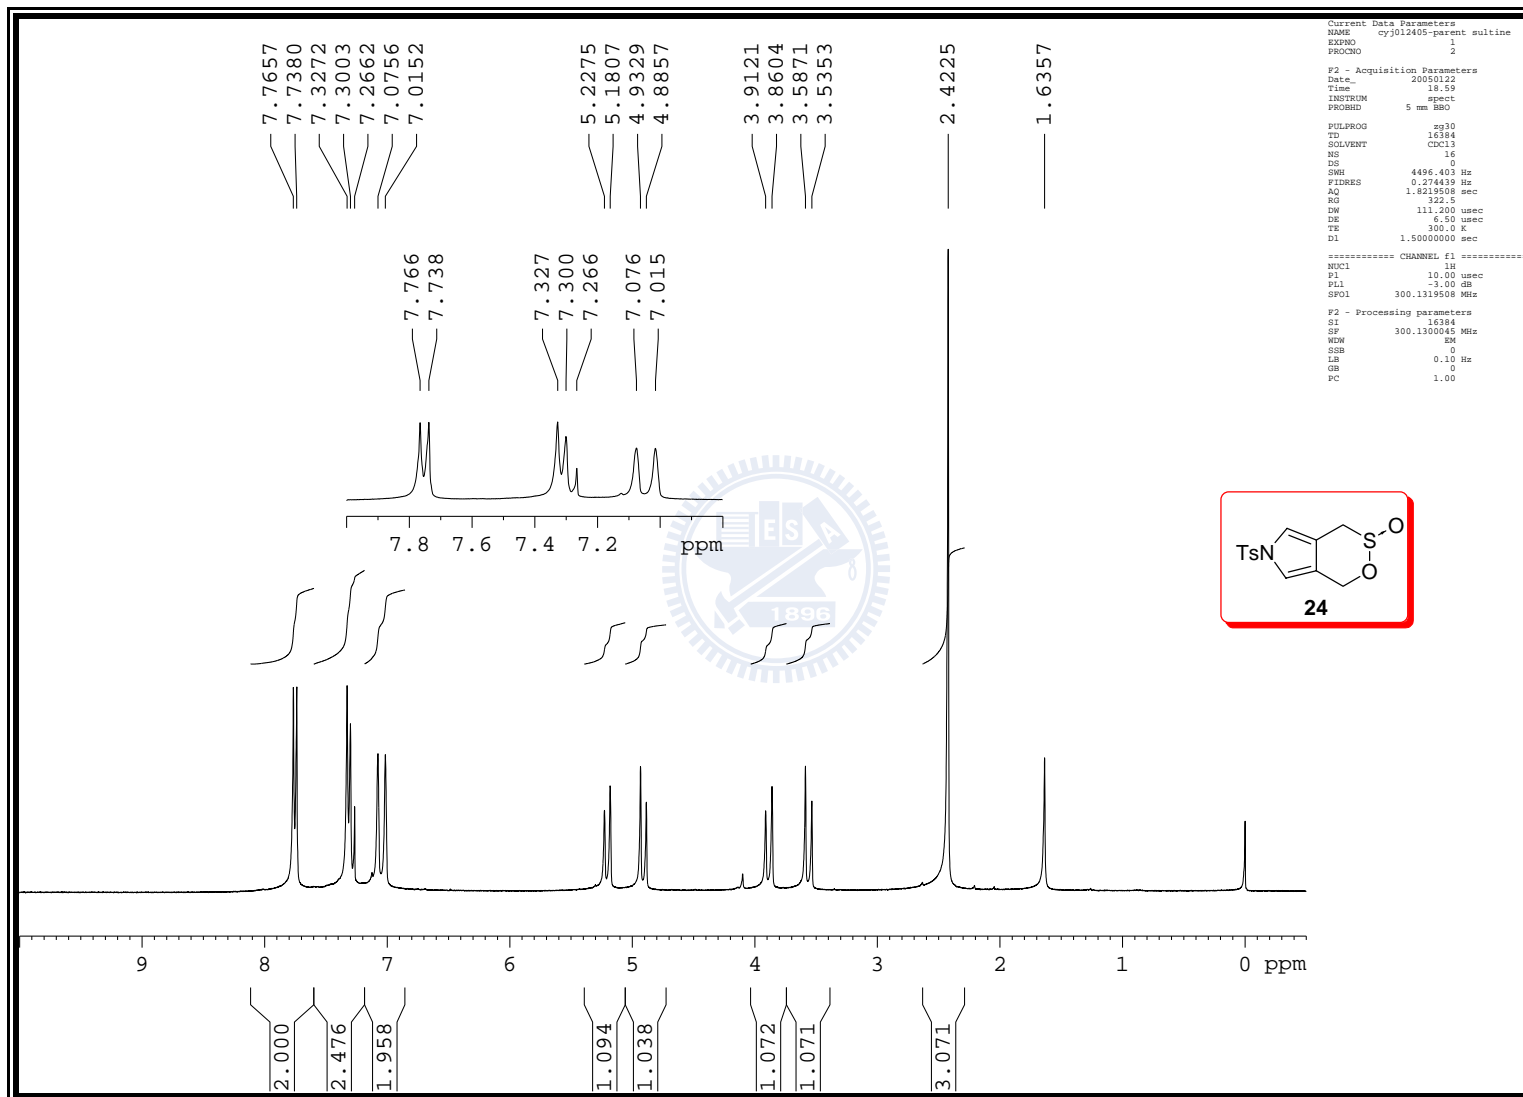 7.7657
7.7380
7.3272
7.3003
7.2662
7.0756
7.0152
5.2275
5.1807
4.9329
4.8857
3.9121
3.8604
3.5871
3.5353
2.4225
1.6357
Current Data Parameters
NAME cyj012405-parent sultine
EXPNO 1
PROCNO 2
F2 - Acquisition Parameters
Date_ 20050122
Time 18.59
INSTRUM spect
PROBHD 5 mm BBO
PULPROG zg30
TD 16384
SOLVENT CDCl3
NS 16
DS 0
SWH 4496.403 Hz
FIDRES 0.274439 Hz
AQ 1.8219508 sec
RG 322.5
DW 111.200 usec
DE 6.50 usec
TE 300.0 K
D1 1.50000000 sec
============ CHANNEL f1 ============
NUC1 1H
P1 10.00 usec
PL1 -3.00 dB
SFO1 300.1319508 MHz
F2 - Processing parameters
SI 16384
SF 300.1300045 MHz
WDW EM
SSB 0
LB 0.10 Hz
GB 0
PC 1.00
7.766
7.738
7.327
7.300
7.266
7.076
7.015
7.8 7.6 7.4 7.2 ppm
ES A
1896
TsN S O
O
24
9 8 7 6 5 4 3 2 1 0 ppm
2.000
2.476
1.958
1.094
1.038
1.072
1.071
3.071